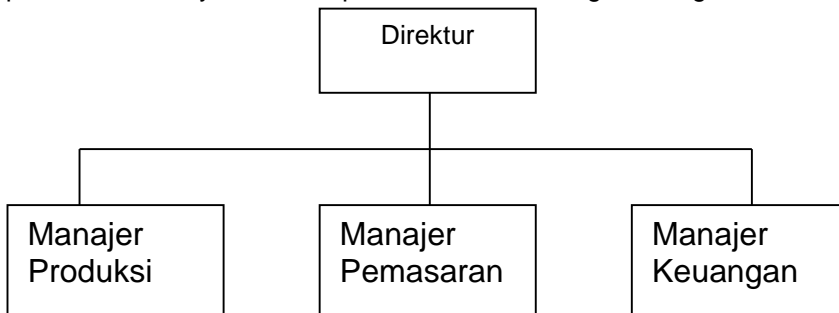 Direktur
Manajer
Produksi
Manajer
Pemasaran
Manajer
Keuangan